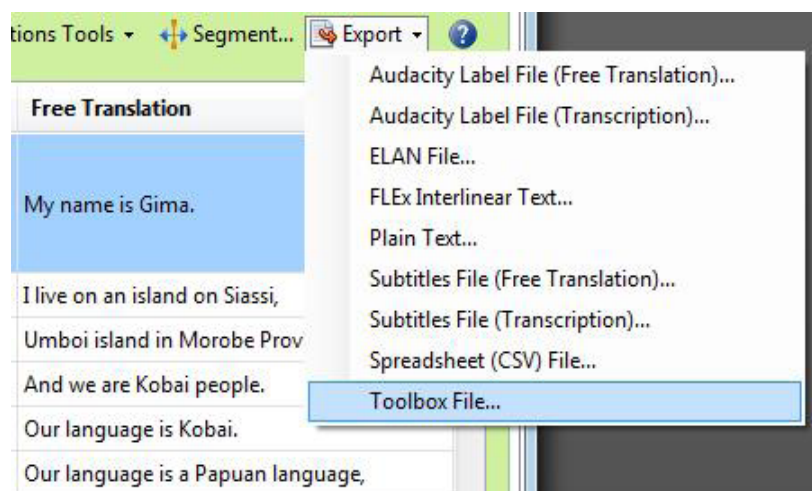 tions Tools Segment... Export
Free Translation
My name is Gima.
I live on an island on Siassi,
Umboi island in Morobe Prov
And we are Kobai people.
Our language is Kobai.
Our language is a Papuan language,
Audacity Label File (Free Translation)...
Audacity Label File (Transcription)...
ELAN File...
FLEx Interlinear Text...
Plain Text...
Subtitles File (Free Translation)...
Subtitles File (Transcription)...
Spreadsheet (CSV) File...
Toolbox File...